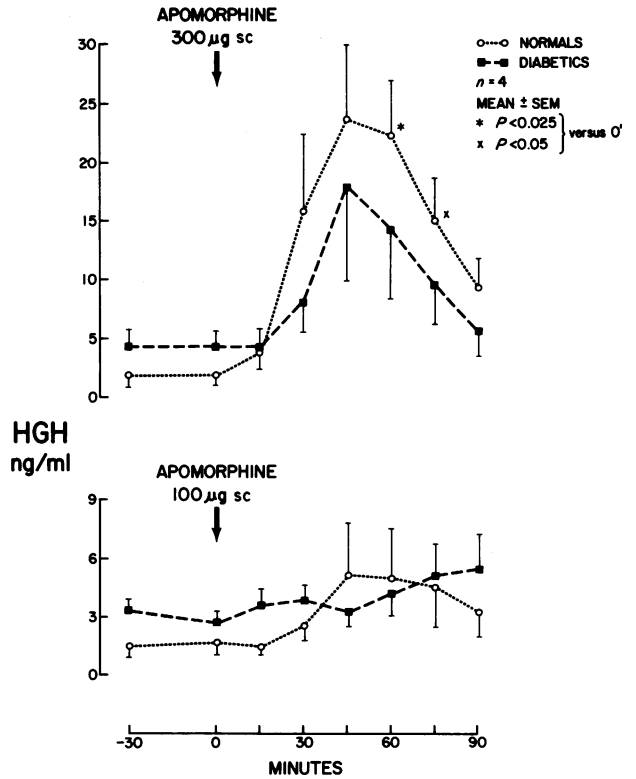 APOMORPHINE
300 µg sc
NORMALS
DIABETICS
n = 4
MEAN ± SEM
* P<0.025
x P<0.05
versus 0'
30
25
20
15
10
5
0
HGH
ng/ml
APOMORPHINE
100 µg sc
9
6
3
0
-30 0 30 60 90
MINUTES
* x